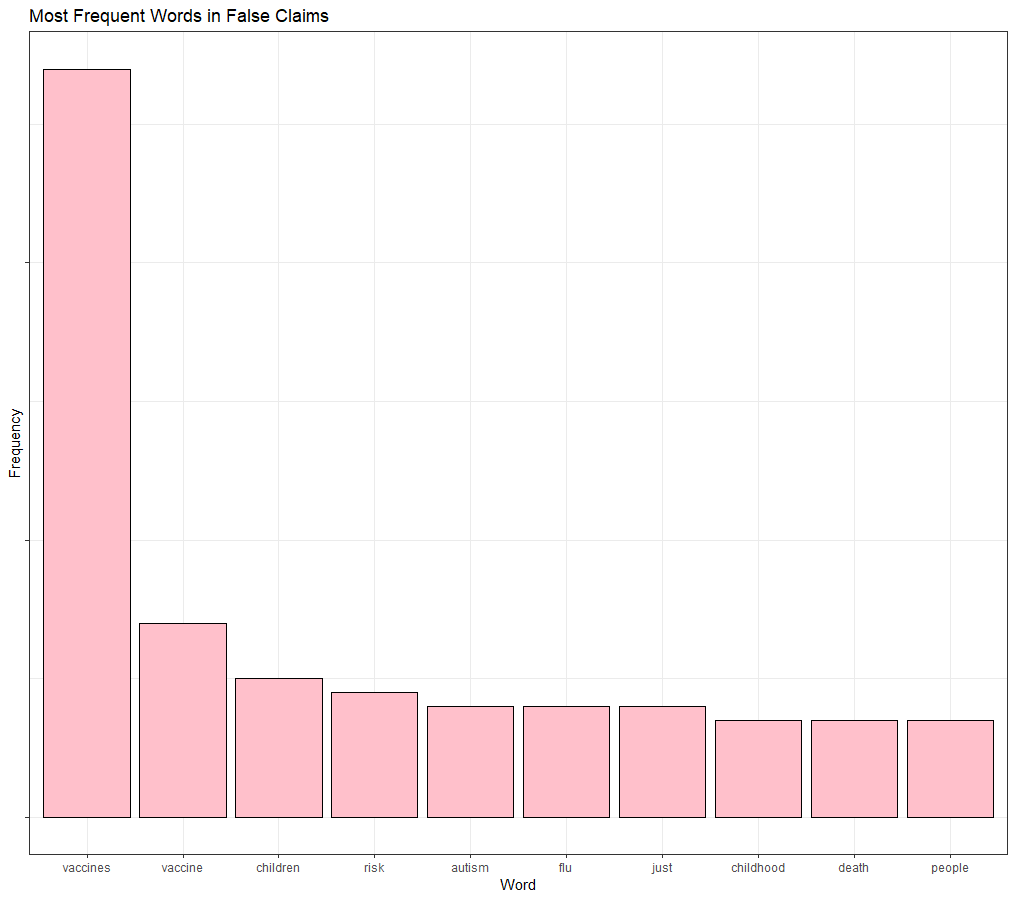 Most Frequent Words in False Claims
Frequency
vaccines vaccine children risk autism flu just childhood death people
Word